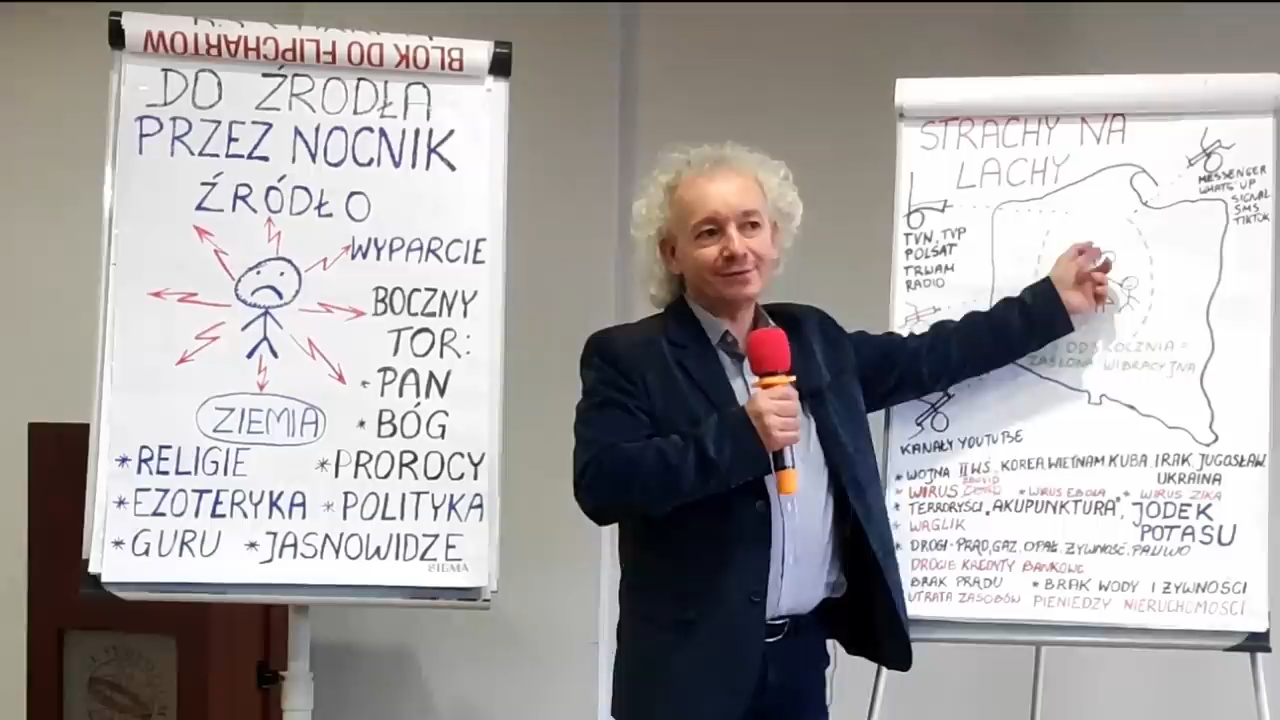 BLOK DO FLIPCHARTÓW
DO ŹRODŁA
PRZEZ NOCNIK
ŹRÓDŁO
WYPARCIE
BOCZNY
TOR:
PAN
* BÓG
ZIEMIA
* RELIGIE * PROROCY
* EZOTERYKA * POLITYKA
* GURU * JASNOWIDZE
SIGMA
STRACHY NA
LACHY
MESSENGER
WHATS'UP
SIGNAL
SMS
TIKTOK
TVN, TVP
POLSAT
TRWAM
RADIO
ZASŁONA WIBRACYJNA
KANAŁY YOUTUBE
* WOJNA II WŚ, KOREA, WIETNAM KUBA, IRAK, JUGOSŁAW.
UKRAINA
* WIRUS * WIRUS EBOLA * WIRUS ZIKA
* TERRORYŚCI "AKUPUNKTURA", JODEK
POTASU
* WĄGLIK
* DROGI-PRĄD, GAZ, OPAŁ, ŻYWNOŚĆ, PALIWO
DROGIE KREDYTY BANKOWE
BRAK PRĄDU * BRAK WODY I ŻYWNOŚCI
UTRATA ZASOBÓW PIENIĘDZY NIERUCHOMOŚCI